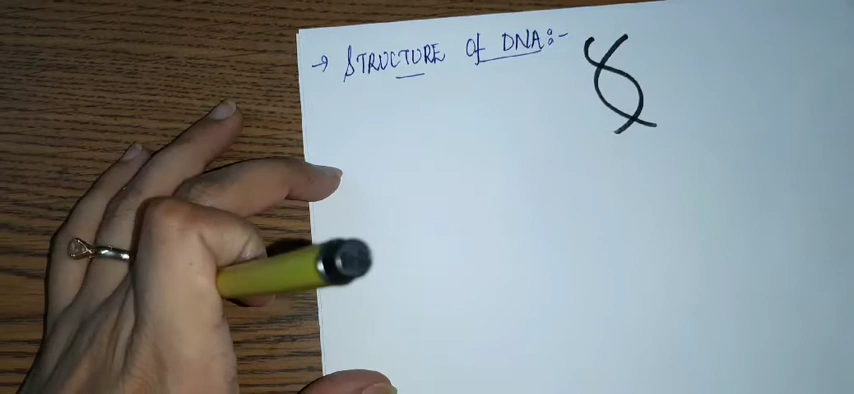 → STRUCTURE of DNA:-